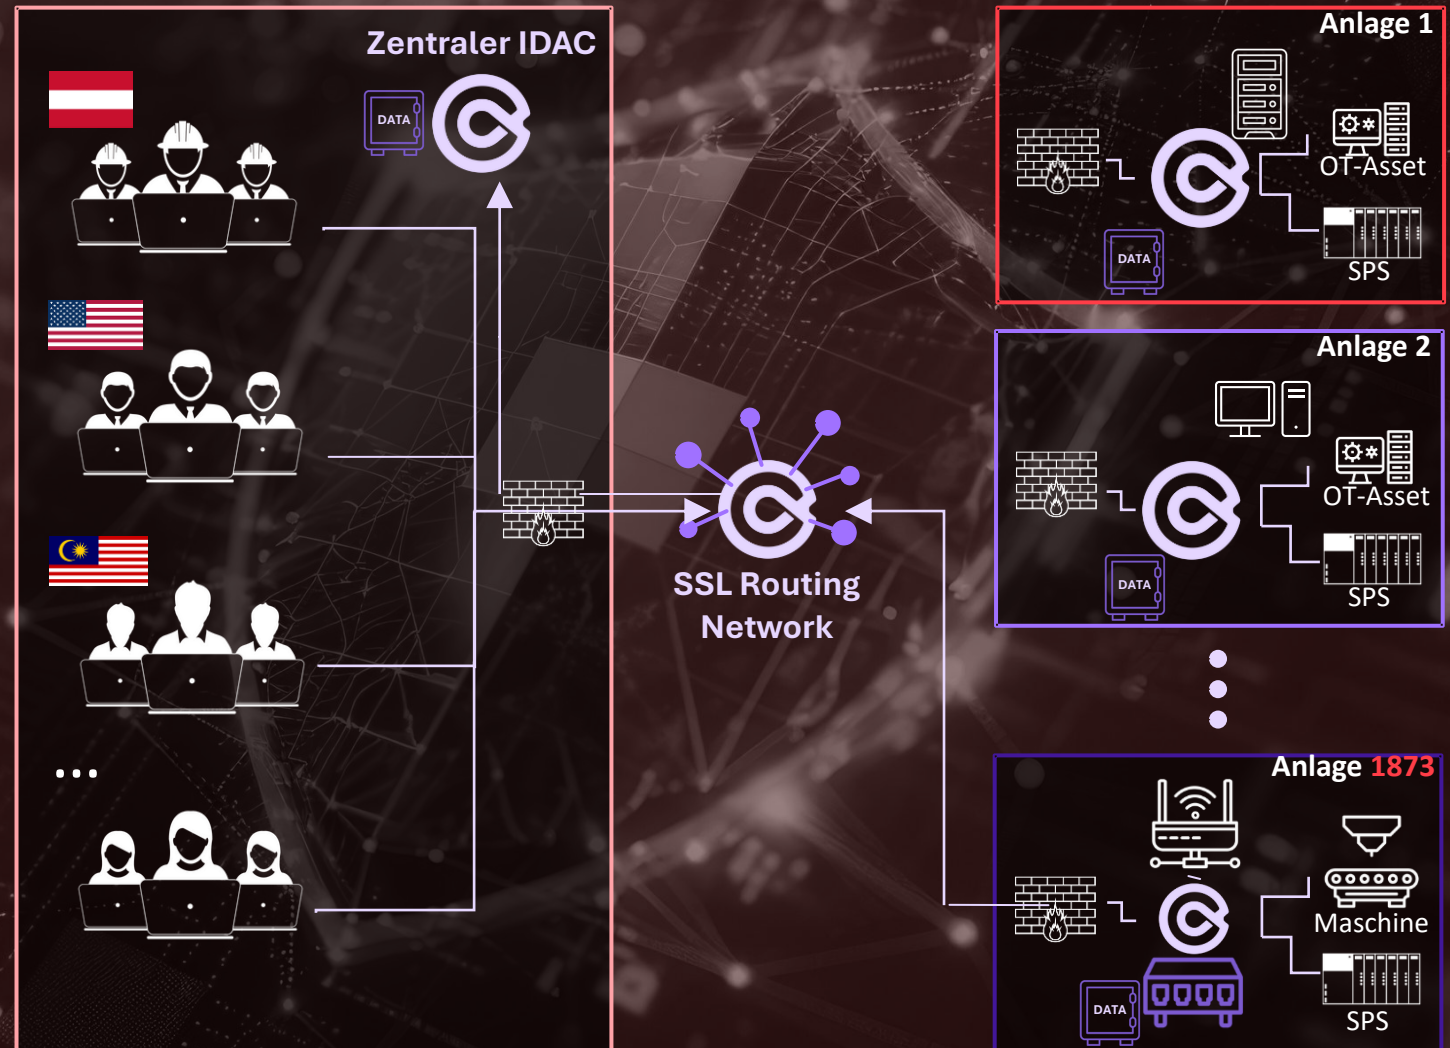 Zentraler IDAC
DATA
...
SSL Routing
Network
Anlage 1
OT-Asset
DATA
SPS
Anlage 2
OT-Asset
DATA
SPS
Anlage 1873
Maschine
DATA
SPS